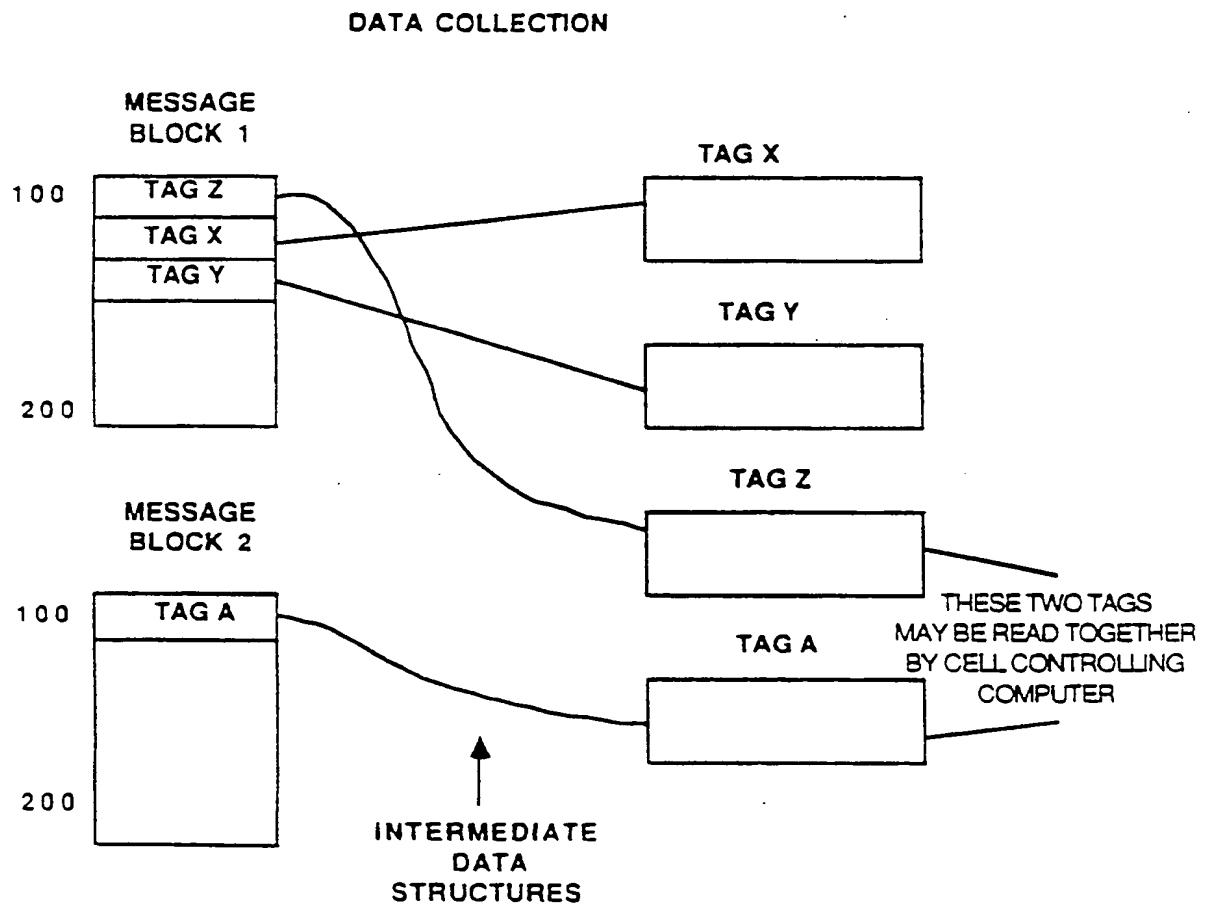 DATA COLLECTION
MESSAGE
BLOCK 1
100
TAG Z
TAG X
TAG Y
200
TAG X
TAG Y
TAG Z
MESSAGE
BLOCK 2
100
TAG A
200
TAG A
THESE TWO TAGS
MAY BE READ TOGETHER
BY CELL CONTROLLING
COMPUTER
INTERMEDIATE
DATA
STRUCTURES